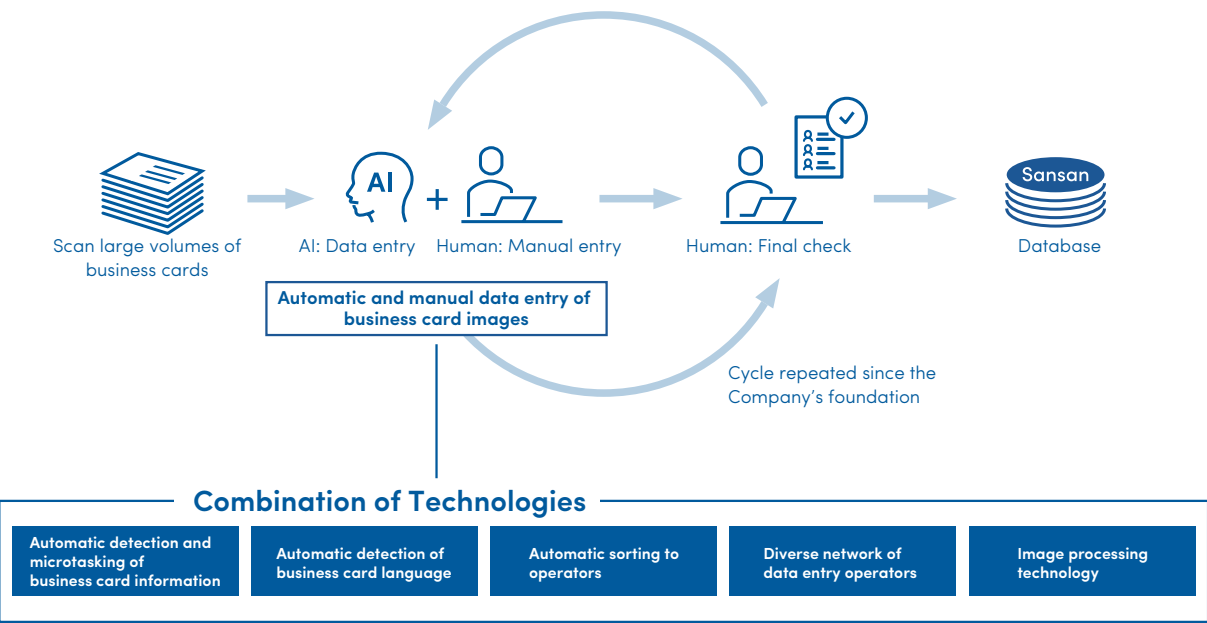 AI
+
Sansan
Scan large volumes of
business cards
AI: Data entry
Human: Manual entry
Human: Final check
Database
Automatic and manual data entry of
business card images
Cycle repeated since the
Company’s foundation
Combination of Technologies
Automatic detection and
microtasking of
business card information
Automatic detection of
business card language
Automatic sorting to
operators
Diverse network of
data entry operators
Image processing
technology